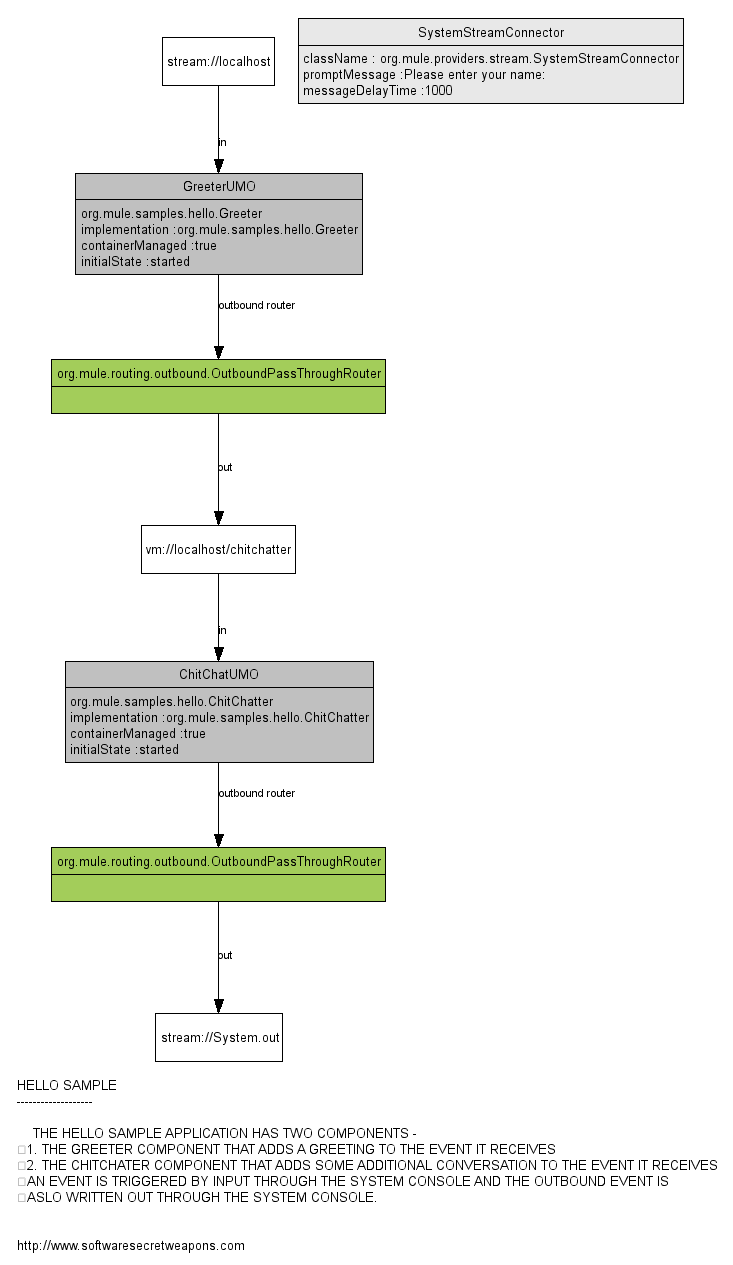 stream://localhost
SystemStreamConnector
className : org.mule.providers.stream.SystemStreamConnector
promptMessage :Please enter your name:
messageDelayTime :1000
in
GreeterUMO
org.mule.samples.hello.Greeter
implementation :org.mule.samples.hello.Greeter
containerManaged :true
initialState :started
outbound router
org.mule.routing.outbound.OutboundPassThroughRouter
out
vm://localhost/chitchatter
in
ChitChatUMO
org.mule.samples.hello.ChitChatter
implementation :org.mule.samples.hello.ChitChatter
containerManaged :true
initialState :started
outbound router
org.mule.routing.outbound.OutboundPassThroughRouter
out
stream://System.out
HELLO SAMPLE
-------------------
THE HELLO SAMPLE APPLICATION HAS TWO COMPONENTS -
1. THE GREETER COMPONENT THAT ADDS A GREETING TO THE EVENT IT RECEIVES
2. THE CHITCHATER COMPONENT THAT ADDS SOME ADDITIONAL CONVERSATION TO THE EVENT IT RECEIVES
AN EVENT IS TRIGGERED BY INPUT THROUGH THE SYSTEM CONSOLE AND THE OUTBOUND EVENT IS
ASLO WRITTEN OUT THROUGH THE SYSTEM CONSOLE.
http://www.softwaresecretweapons.com